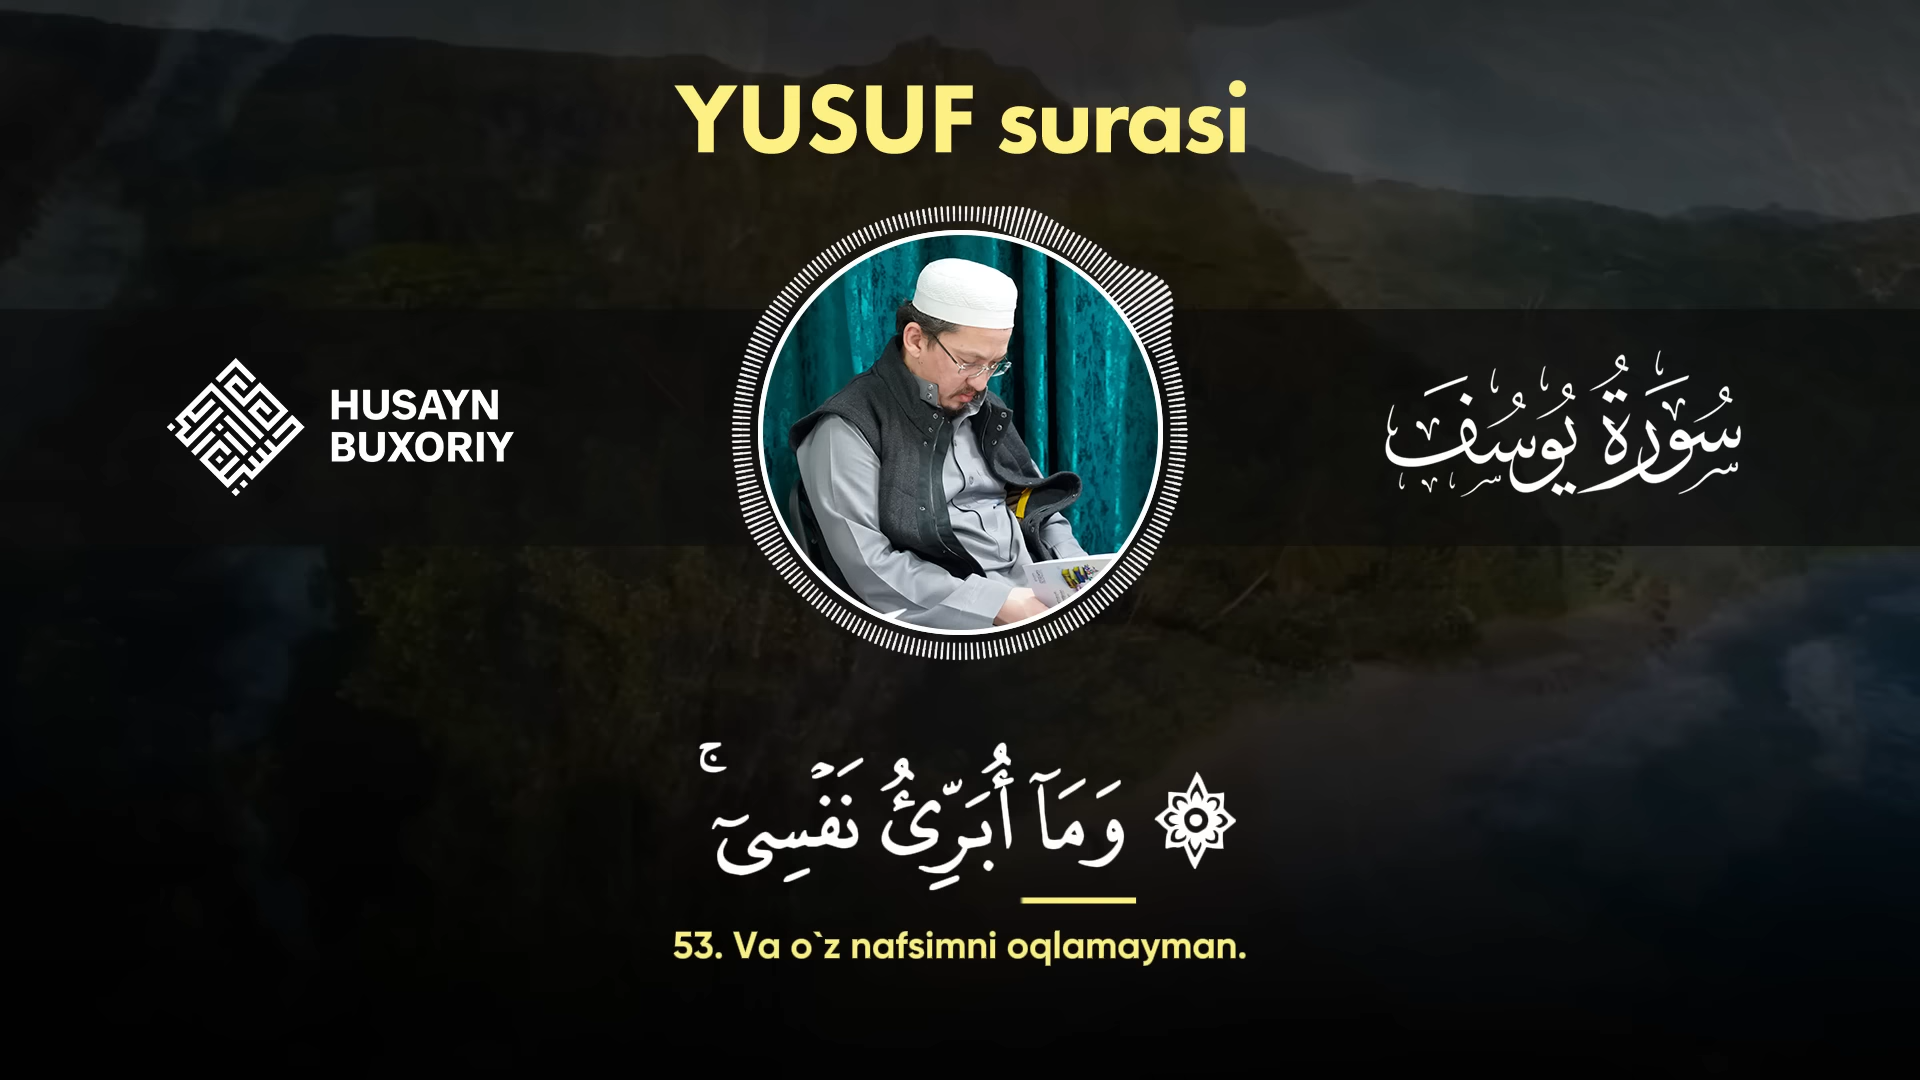 YUSUF surasi
HUSAYN
BUXORIY
سُورَةُ يُوسُفَ
وَمَآ أُبَرِّئُ نَفۡسِيٓۚ
53. Va o`z nafsimni oqlamayman.